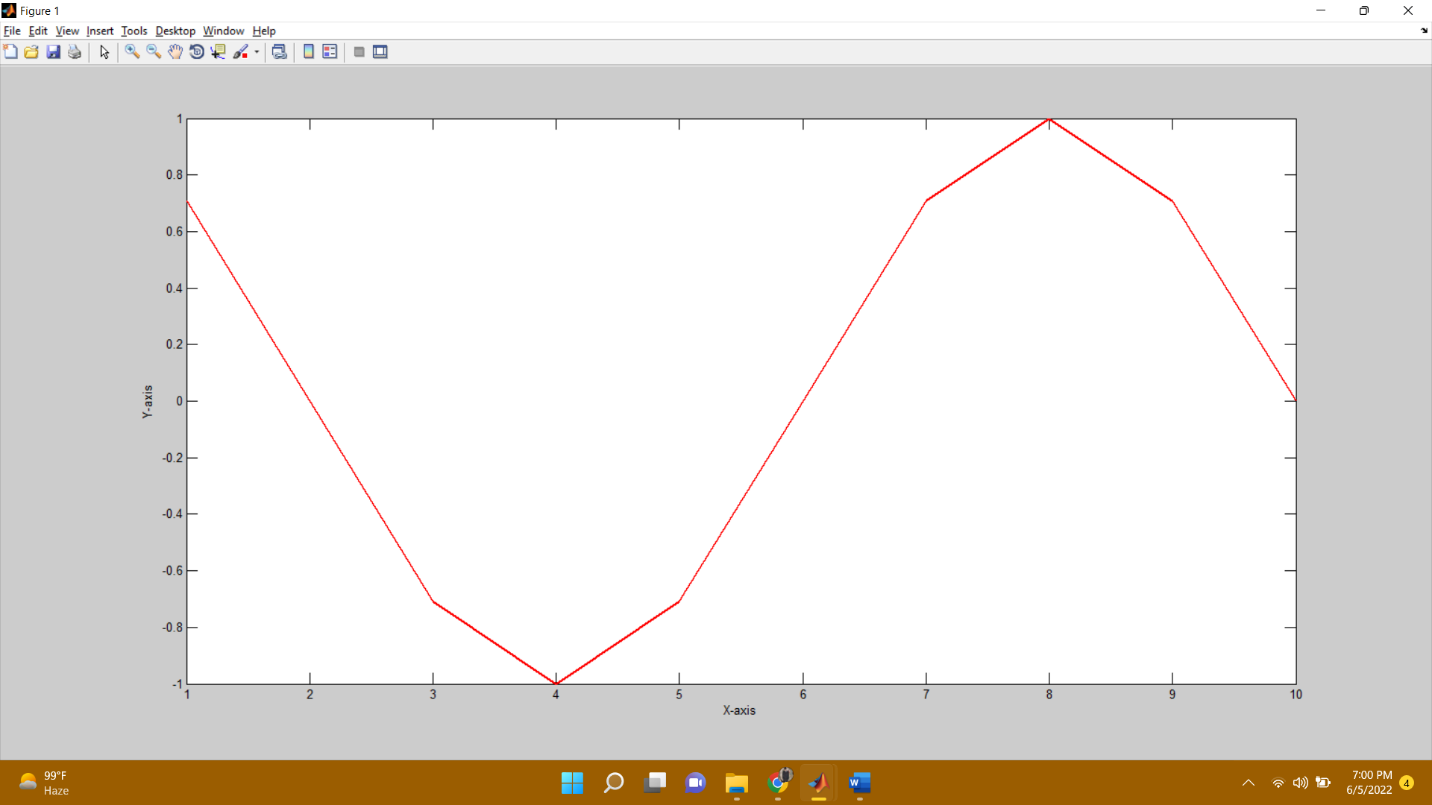 Figure 1
File Edit View Insert Tools Desktop Window Help
1
0.8
0.6
0.4
0.2
0
-0.2
-0.4
-0.6
-0.8
-1
Y-axis
1 2 3 4 5 6 7 8 9 10
X-axis
99°F
Haze
W
7:00 PM
6/5/2022
4